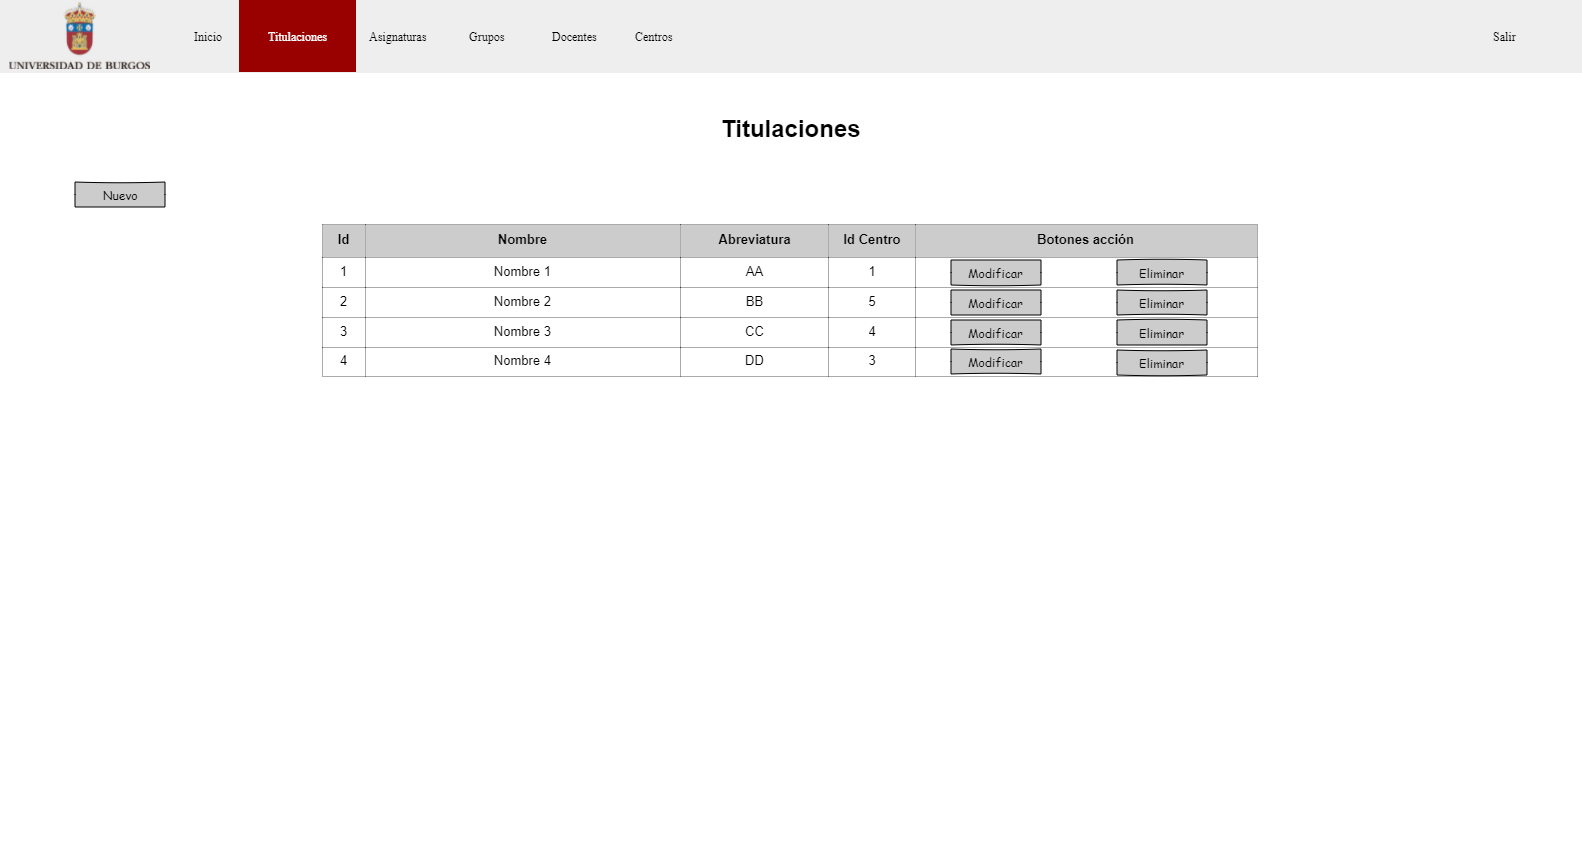 UNIVERSIDAD DE BURGOS
Inicio Titulaciones Asignaturas Grupos Docentes Centros Salir
Titulaciones
Nuevo
Id Nombre Abreviatura Id Centro Botones acción
1 Nombre 1 AA 1 Modificar Eliminar
2 Nombre 2 BB 5 Modificar Eliminar
3 Nombre 3 CC 4 Modificar Eliminar
4 Nombre 4 DD 3 Modificar Eliminar